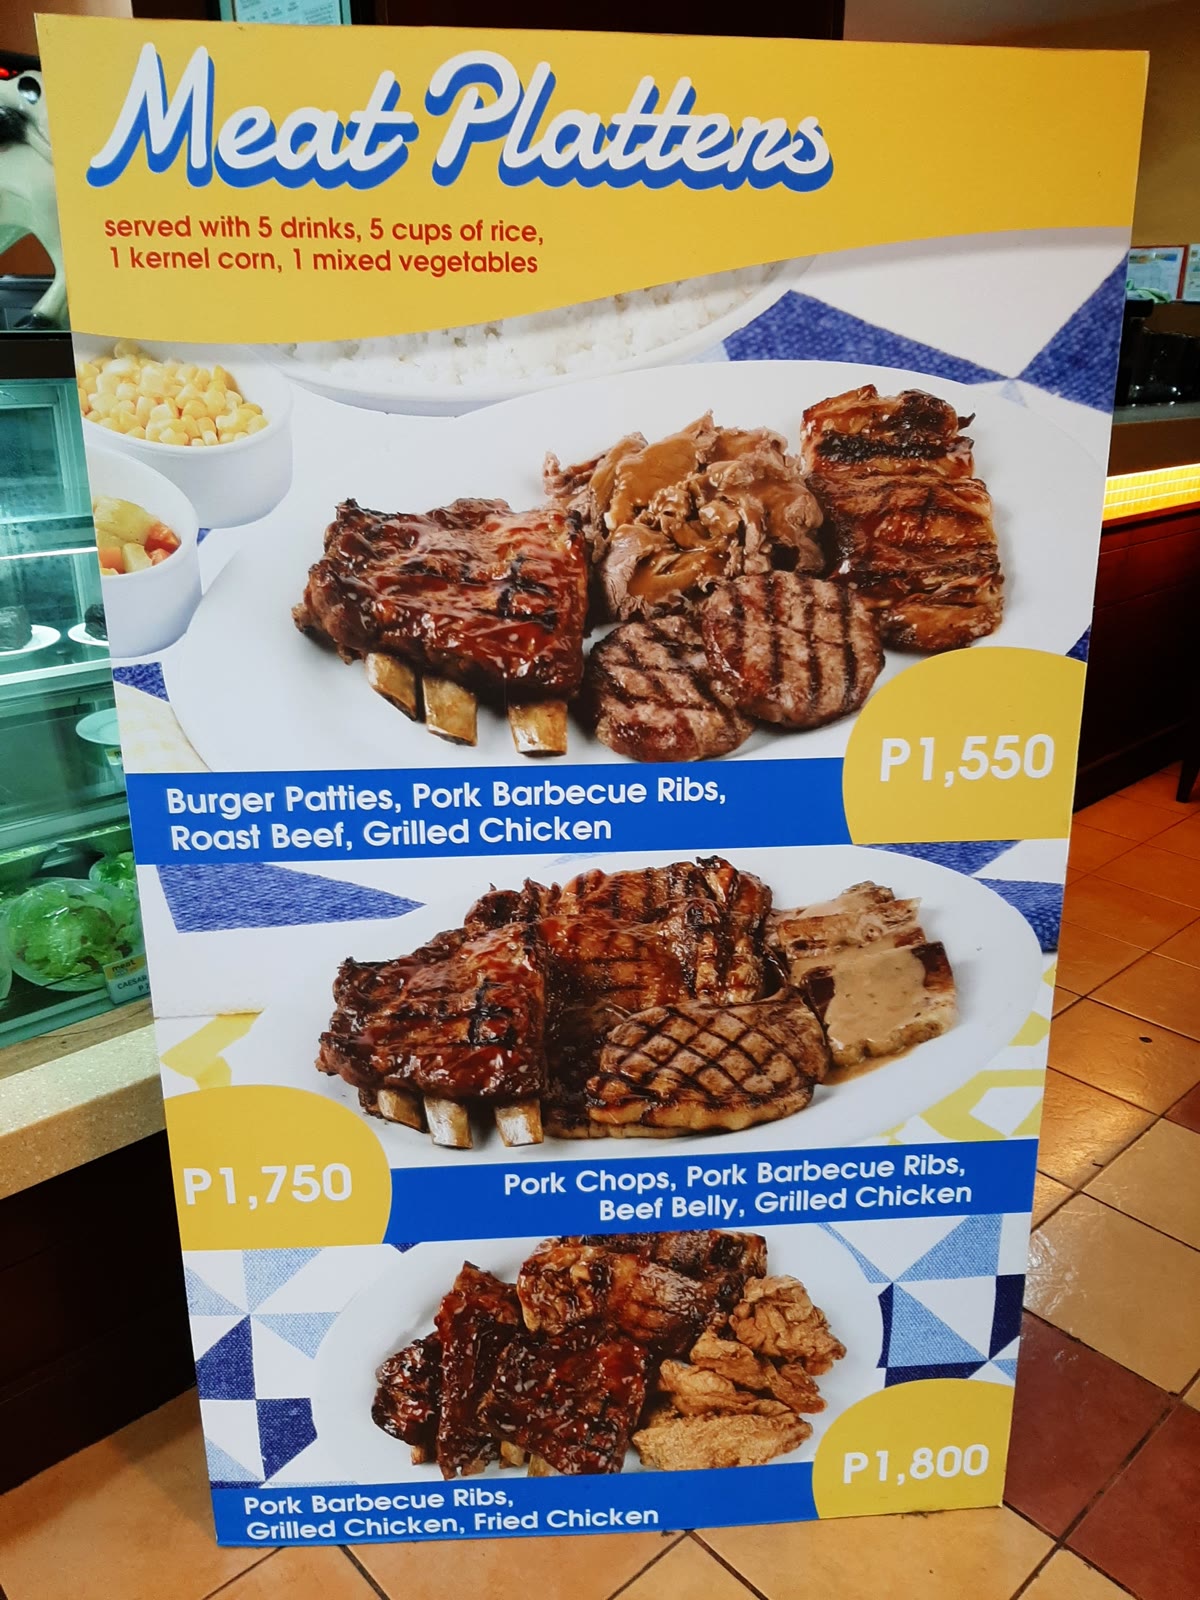 Meat Platters
served with 5 drinks, 5 cups of rice,
1 kernel corn, 1 mixed vegetables
P1,550
Burger Patties, Pork Barbecue Ribs,
Roast Beef, Grilled Chicken
P1,750
Pork Chops, Pork Barbecue Ribs,
Beef Belly, Grilled Chicken
P1,800
Pork Barbecue Ribs,
Grilled Chicken, Fried Chicken
CAESAR